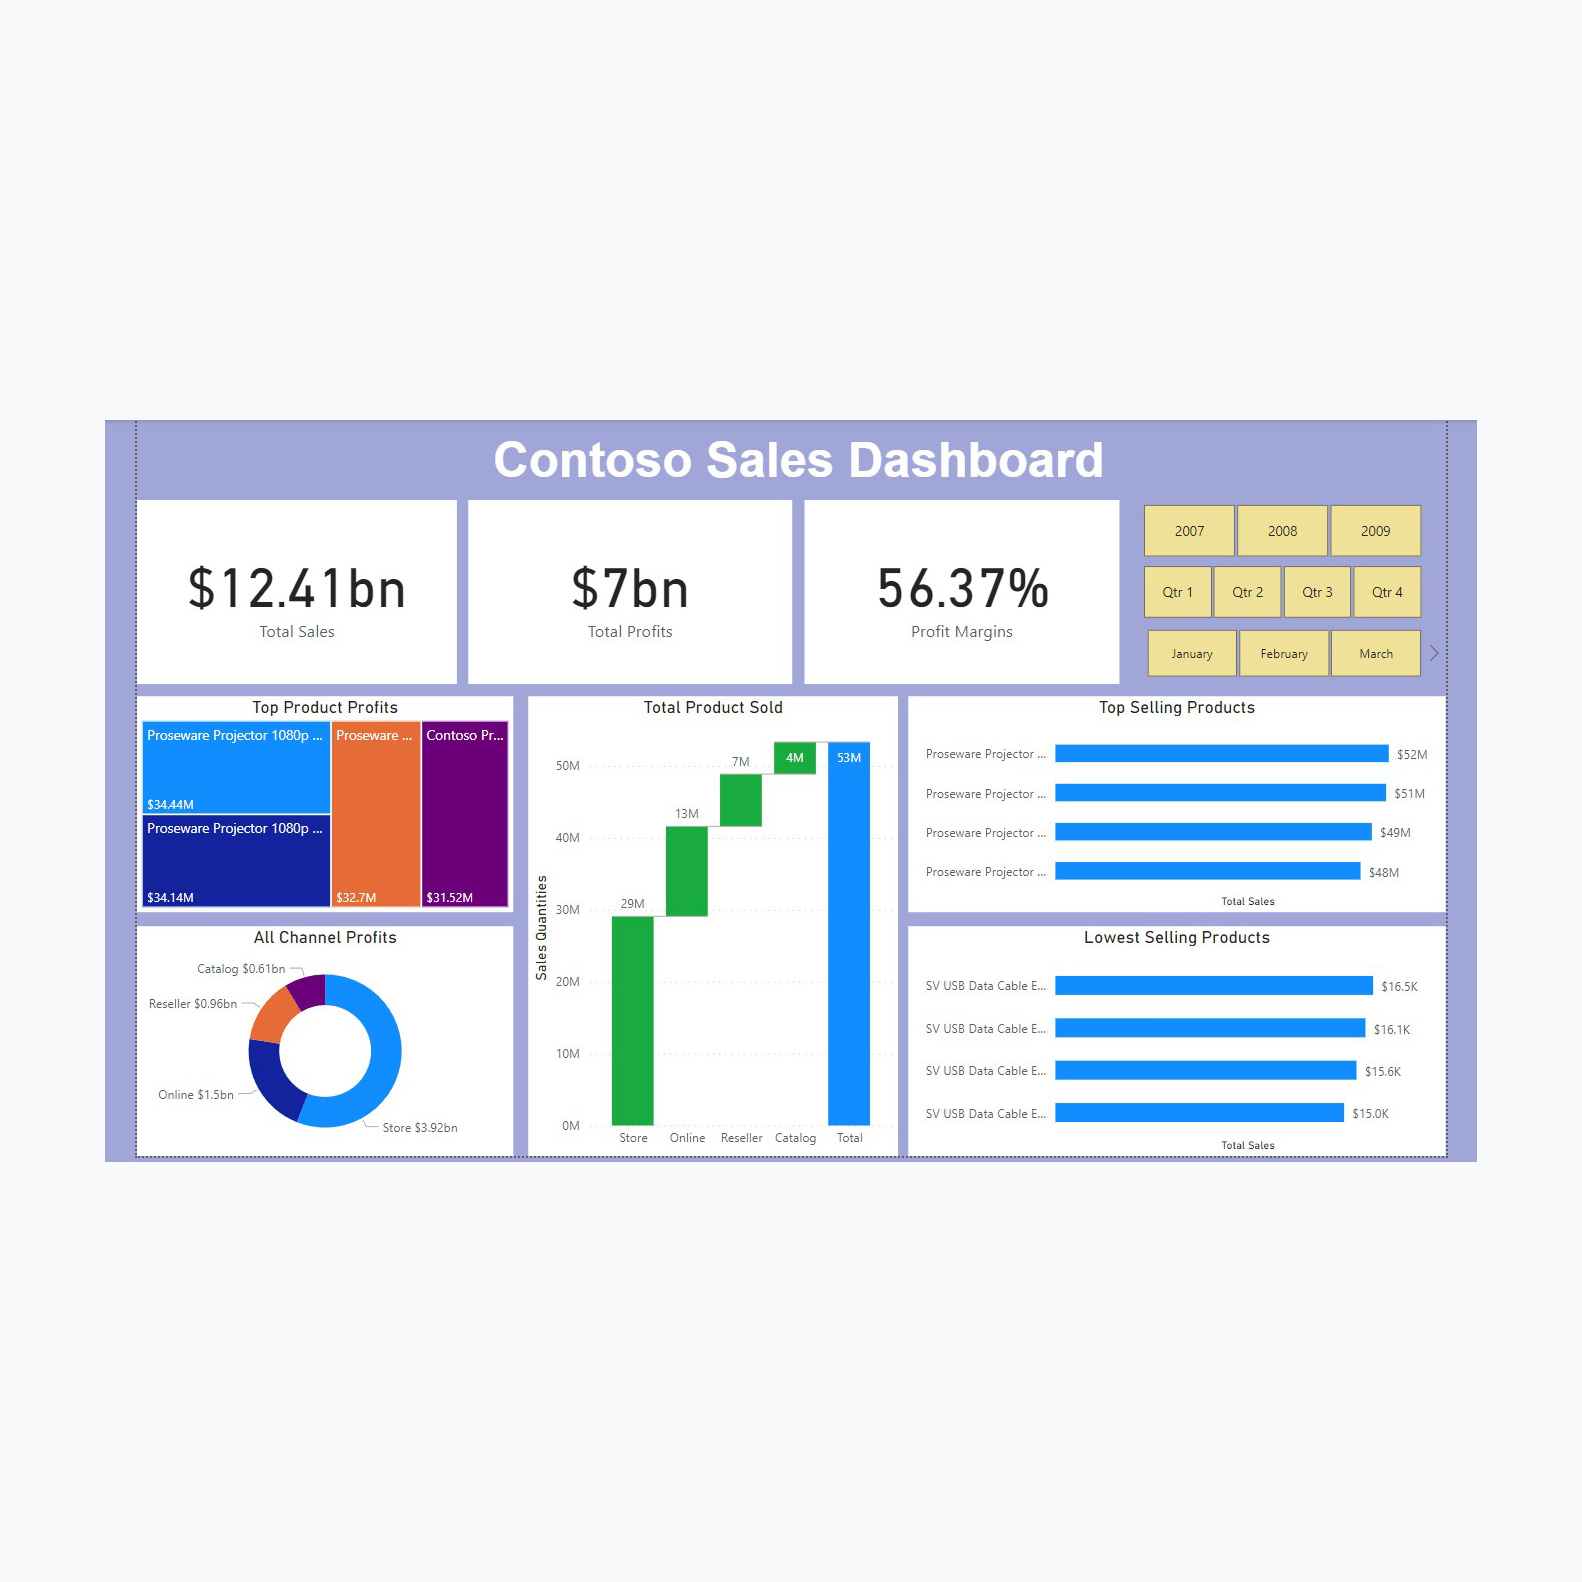 Contoso Sales Dashboard
$12.41bn
Total Sales
$7bn
Total Profits
56.37%
Profit Margins
2007 2008 2009
Qtr 1 Qtr 2 Qtr 3 Qtr 4
January February March
Top Product Profits
Proseware Projector 1080p ...
$34.44M
Proseware Projector 1080p ...
$34.14M
Proseware ...
$32.7M
Contoso Pr...
$31.52M
All Channel Profits
Catalog $0.61bn
Reseller $0.96bn
Online $1.5bn
Store $3.92bn
Total Product Sold
Sales Quantities
50M
40M
30M
20M
10M
0M
29M
13M
7M
4M
53M
Store Online Reseller Catalog Total
Top Selling Products
Proseware Projector ... $52M
Proseware Projector ... $51M
Proseware Projector ... $49M
Proseware Projector ... $48M
Total Sales
Lowest Selling Products
SV USB Data Cable E... $16.5K
SV USB Data Cable E... $16.1K
SV USB Data Cable E... $15.6K
SV USB Data Cable E... $15.0K
Total Sales